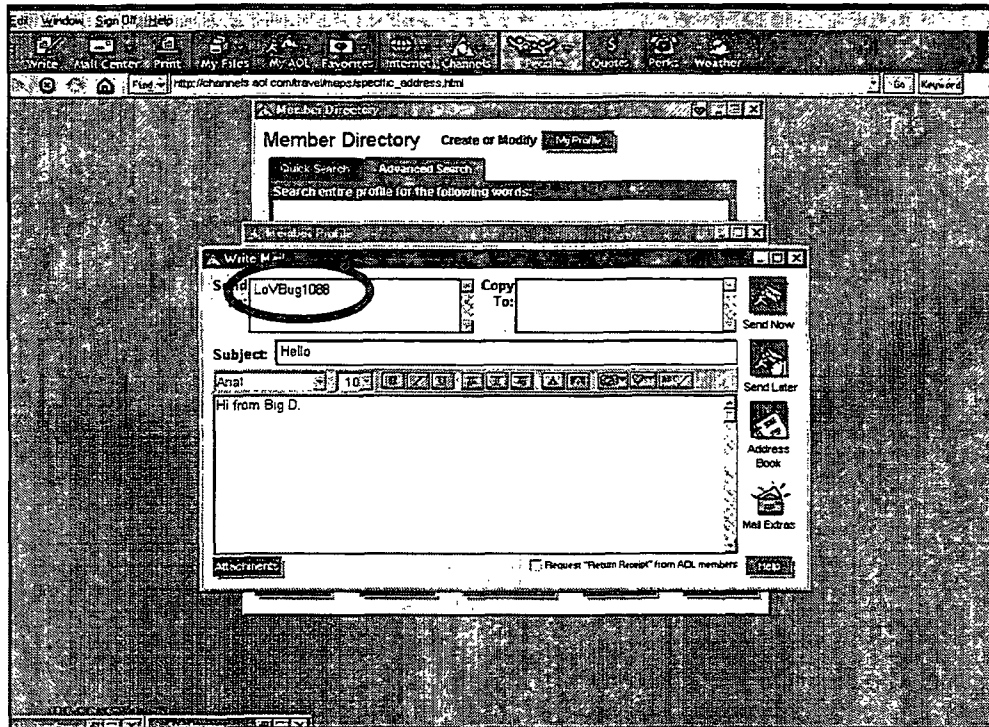 Edit Window Sign Off Help
Write Mail Center Print My Files My AOL Favorites Internet Channels People Quotes Perks Weather
Find http://channels.aol.com/travel/maps/specific_address.html Go Keyword
Member Directory
Member Directory Create or Modify My Profile
Quick Search Advanced Search
Search entire profile for the following words:
Member Profile
Write Mail
Send LoVBug1088 Copy To:
Send Now
Subject: Hello
Arial 10
Send Later
Hi from Big D.
Address Book
Mail Extras
Attachments Request "Return Receipt" from AOL members Help